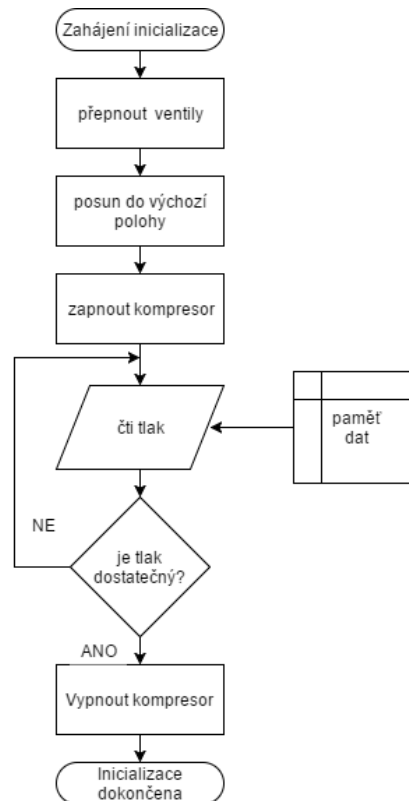 Zahájení inicializace
přepnout ventily
posun do výchozí
polohy
zapnout kompresor
čti tlak
paměť
dat
NE
je tlak
dostatečný?
ANO
Vypnout kompresor
Inicializace
dokončena